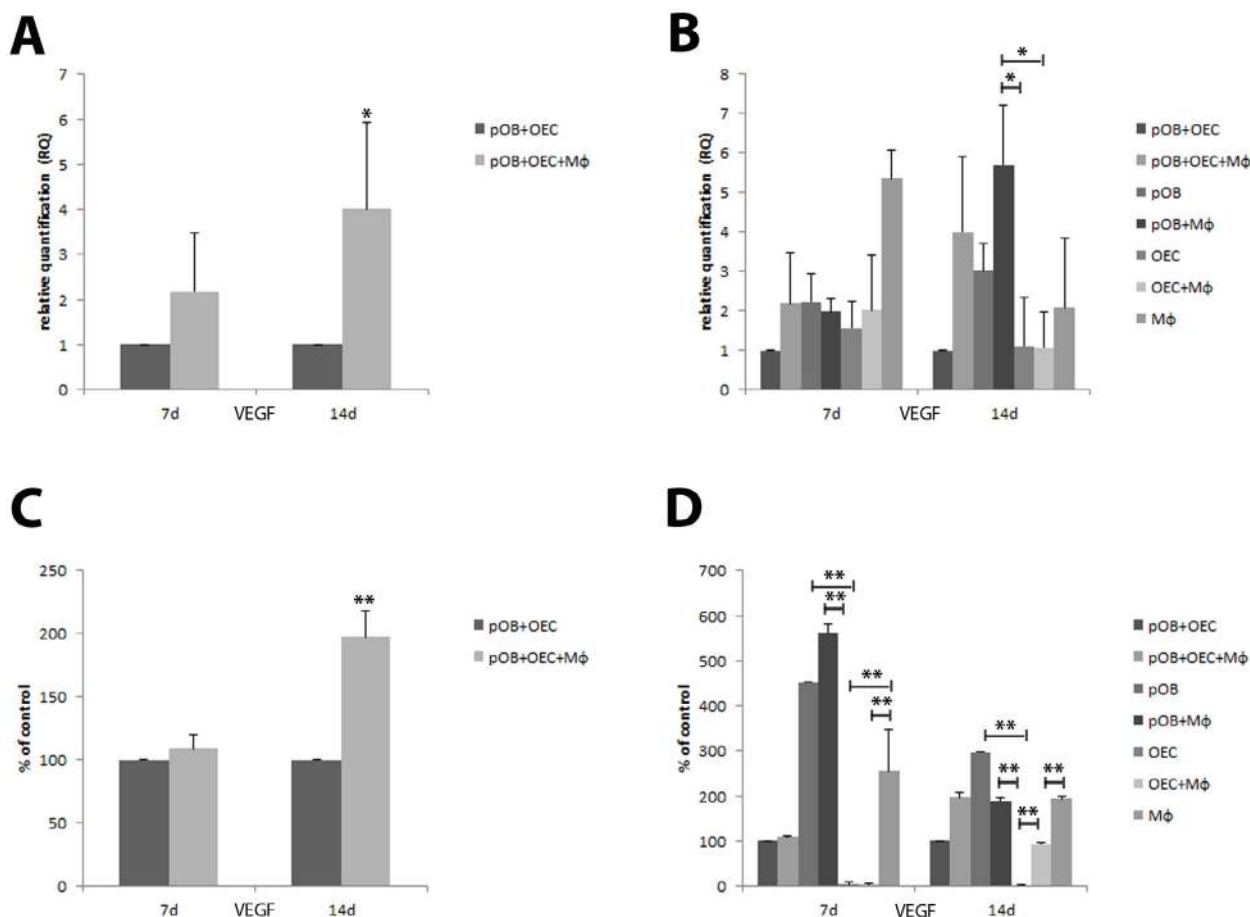 A
relative quantification (RQ)
7
6
5
4
3
2
1
0
*
7d VEGF 14d
pOB+OEC
pOB+OEC+Mϕ
B
relative quantification (RQ)
8
7
6
5
4
3
2
1
0
*
*
7d VEGF 14d
pOB+OEC
pOB+OEC+Mϕ
pOB
pOB+Mϕ
OEC
OEC+Mϕ
Mϕ
C
% of control
250
200
150
100
50
0
**
7d VEGF 14d
pOB+OEC
pOB+OEC+Mϕ
D
% of control
700
600
500
400
300
200
100
0
**
**
**
**
**
**
**
**
7d VEGF 14d
pOB+OEC
pOB+OEC+Mϕ
pOB
pOB+Mϕ
OEC
OEC+Mϕ
Mϕ